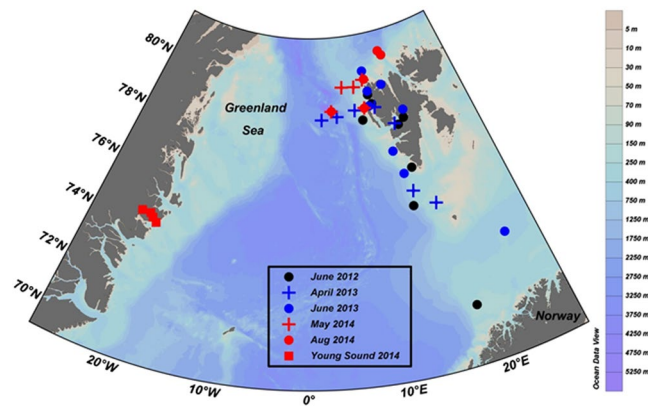 80°N
78°N
76°N
74°N
72°N
70°N
20°W
10°W
0°
10°E
20°E
Greenland
Sea
Norway
June 2012
April 2013
June 2013
May 2014
Aug 2014
Young Sound 2014
Ocean Data View
5 m
10 m
30 m
50 m
70 m
90 m
150 m
250 m
400 m
750 m
1250 m
1750 m
2250 m
2750 m
3250 m
3750 m
4250 m
4750 m
5250 m